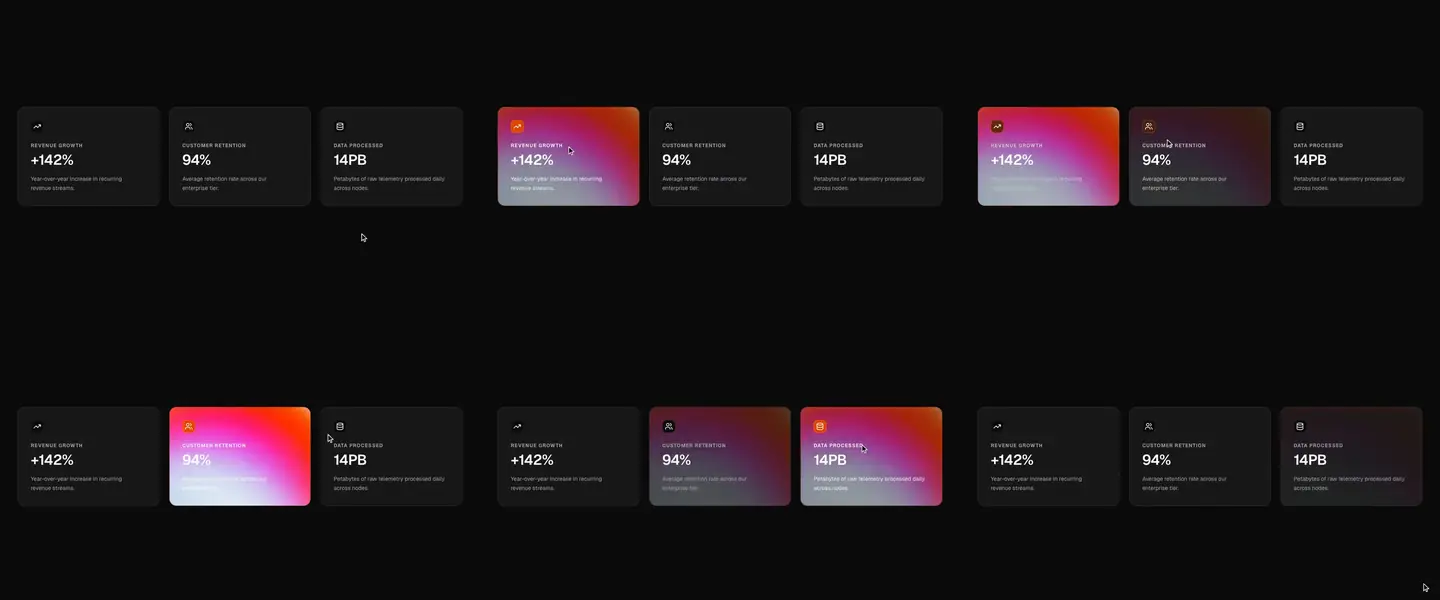 REVENUE GROWTH
+142%
Year-over-year increase in recurring
revenue streams.
CUSTOMER RETENTION
94%
Average retention rate across our
enterprise tier.
DATA PROCESSED
14PB
Petabytes of raw telemetry processed daily
across nodes.
REVENUE GROWTH
+142%
Year-over-year increase in recurring
revenue streams.
CUSTOMER RETENTION
94%
Average retention rate across our
enterprise tier.
DATA PROCESSED
14PB
Petabytes of raw telemetry processed daily
across nodes.
REVENUE GROWTH
+142%
CUSTOMER RETENTION
94%
Average retention rate across our
enterprise tier.
DATA PROCESSED
14PB
Petabytes of raw telemetry processed daily
across nodes.
REVENUE GROWTH
+142%
Year-over-year increase in recurring
revenue streams.
CUSTOMER RETENTION
94%
DATA PROCESSED
14PB
Petabytes of raw telemetry processed daily
across nodes.
REVENUE GROWTH
+142%
Year-over-year increase in recurring
revenue streams.
CUSTOMER RETENTION
94%
Average retention rate across our
enterprise tier.
DATA PROCESSED
14PB
Petabytes of raw telemetry processed daily
across nodes.
REVENUE GROWTH
+142%
Year-over-year increase in recurring
revenue streams.
CUSTOMER RETENTION
94%
Average retention rate across our
enterprise tier.
DATA PROCESSED
14PB
Petabytes of raw telemetry processed daily
across nodes.